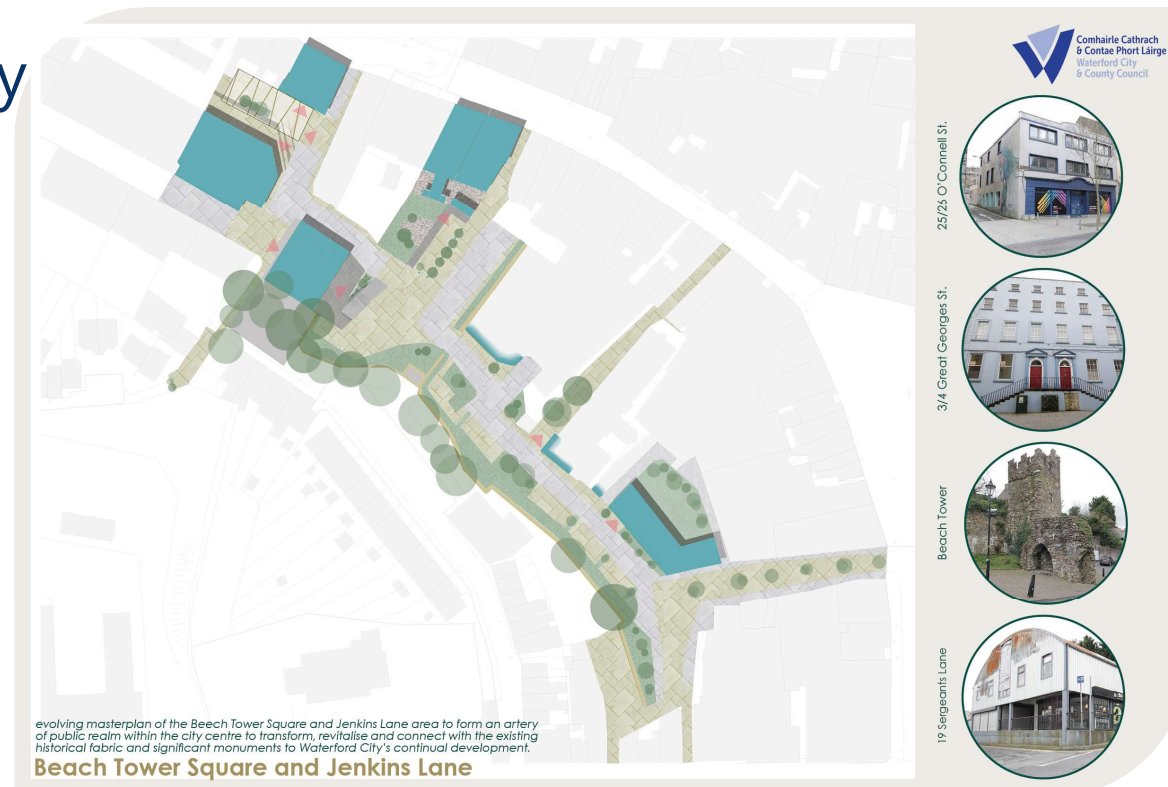 y
Comhairle Cathrach
& Contae Phort Láirge
Waterford City
& County Council
25/26 O'Connell St.
3/4 Great Georges St.
Beach Tower
19 Sergeants Lane
evolving masterplan of the Beech Tower Square and Jenkins Lane area to form an artery
of public realm within the city centre to transform, revitalise and connect with the existing
historical fabric and significant monuments to Waterford City's continual development.
Beach Tower Square and Jenkins Lane